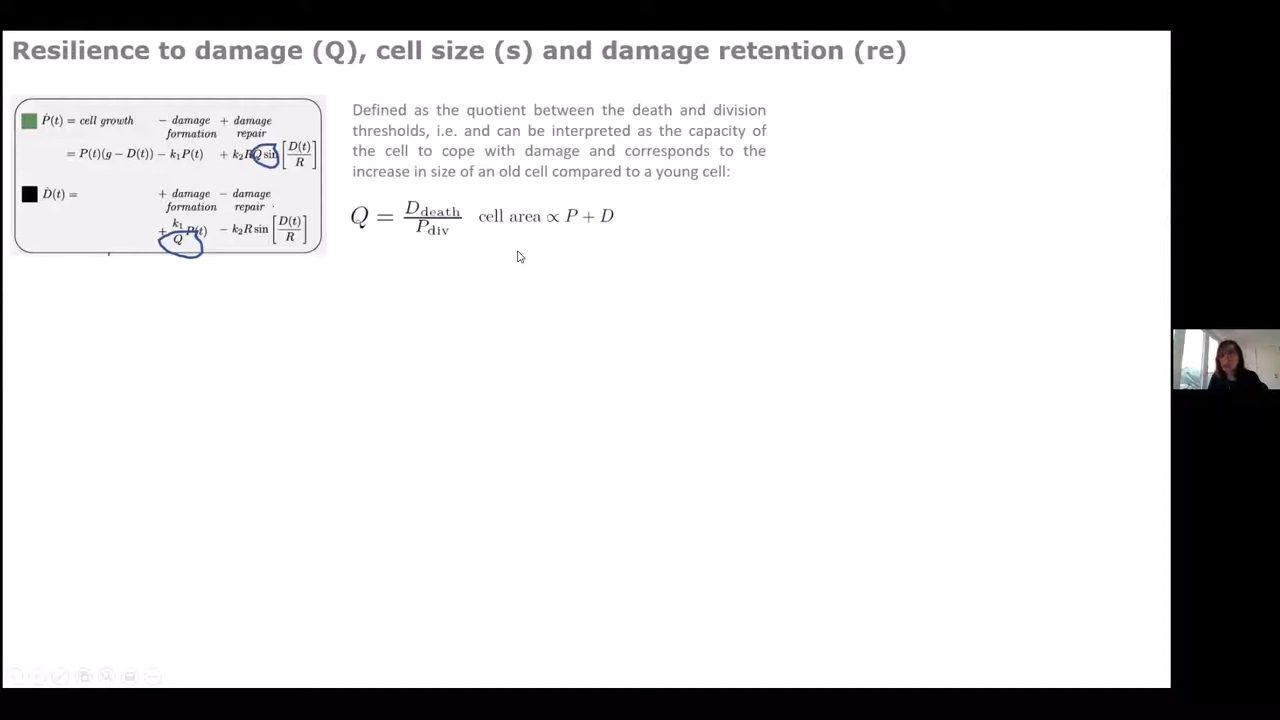 Resilience to damage (Q), cell size (s) and damage retention (re)
Ṗ(t) = cell growth − damage formation + damage repair
= P(t)(g − D(t)) − k₁P(t) + k₂RQ sin[D(t)/R]
Ḋ(t) = + damage formation − damage repair .
+ k₁/Q P(t) − k₂R sin[D(t)/R]
Defined as the quotient between the death and division
thresholds, i.e. and can be interpreted as the capacity of
the cell to cope with damage and corresponds to the
increase in size of an old cell compared to a young cell:
Q = D_death/P_div cell area ∝ P + D